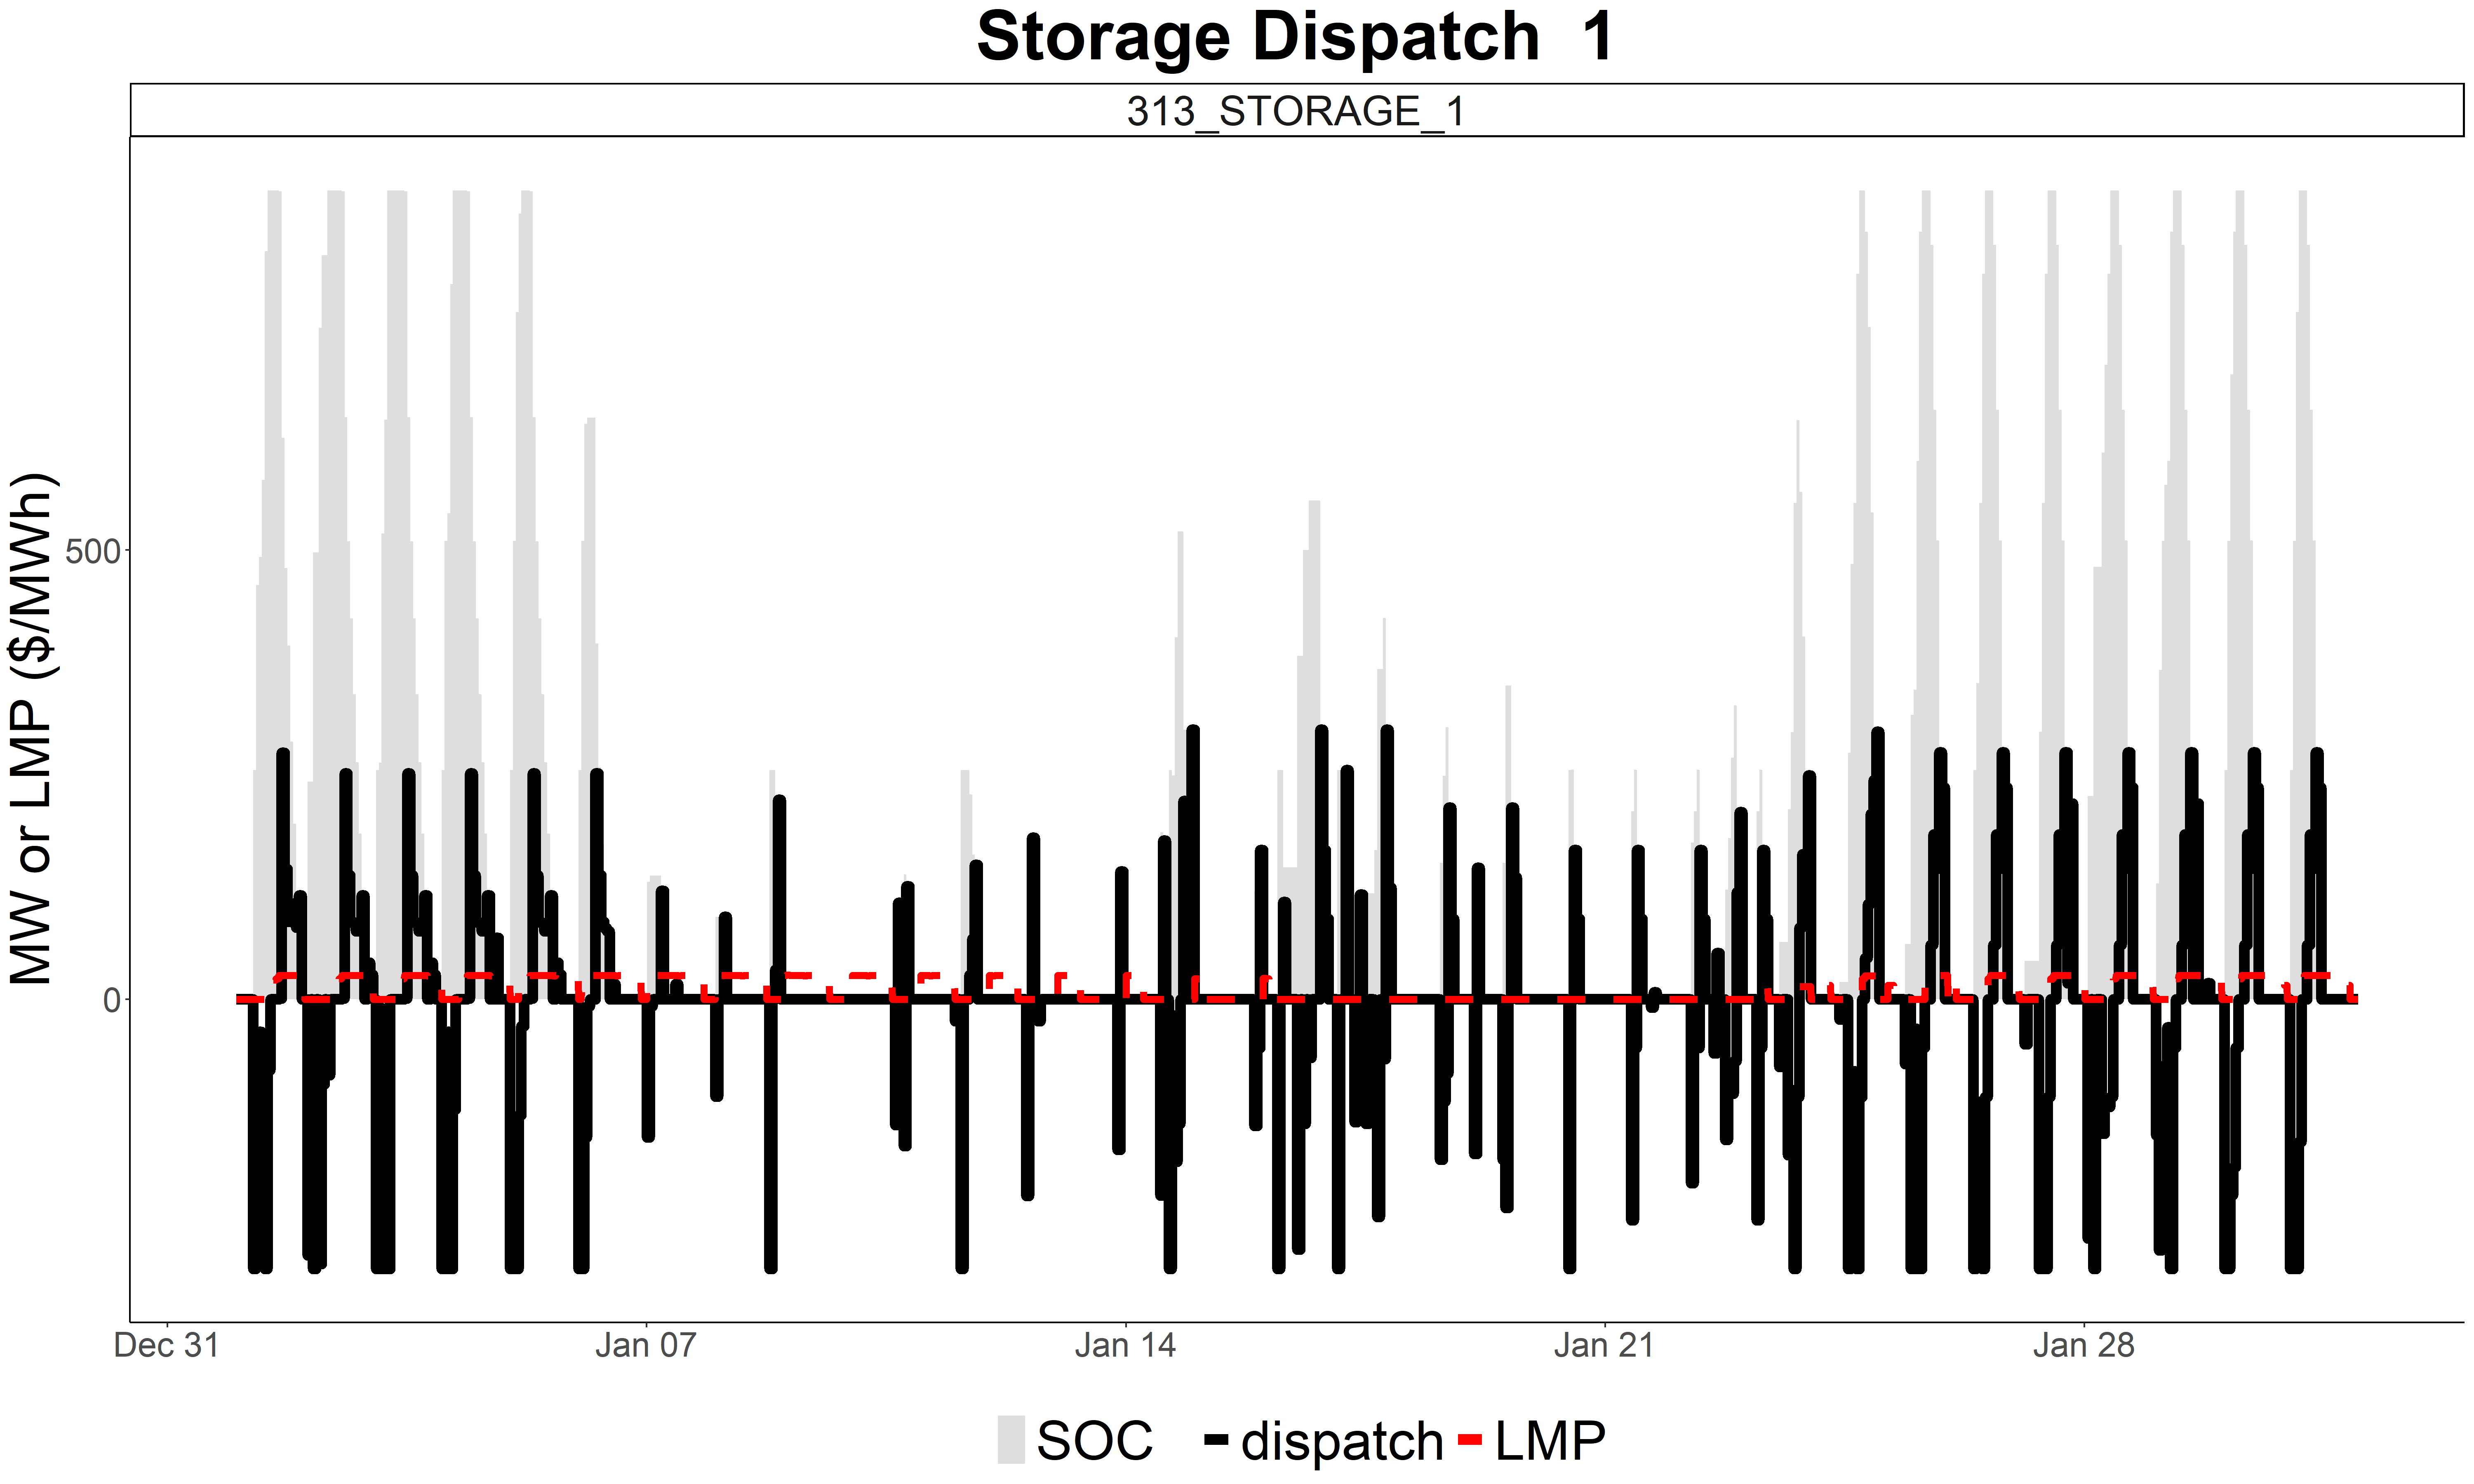 Storage Dispatch  1
313_STORAGE_1
MW or LMP ($/MWh)
500
0
Dec 31
Jan 07
Jan 14
Jan 21
Jan 28
SOC
dispatch
LMP